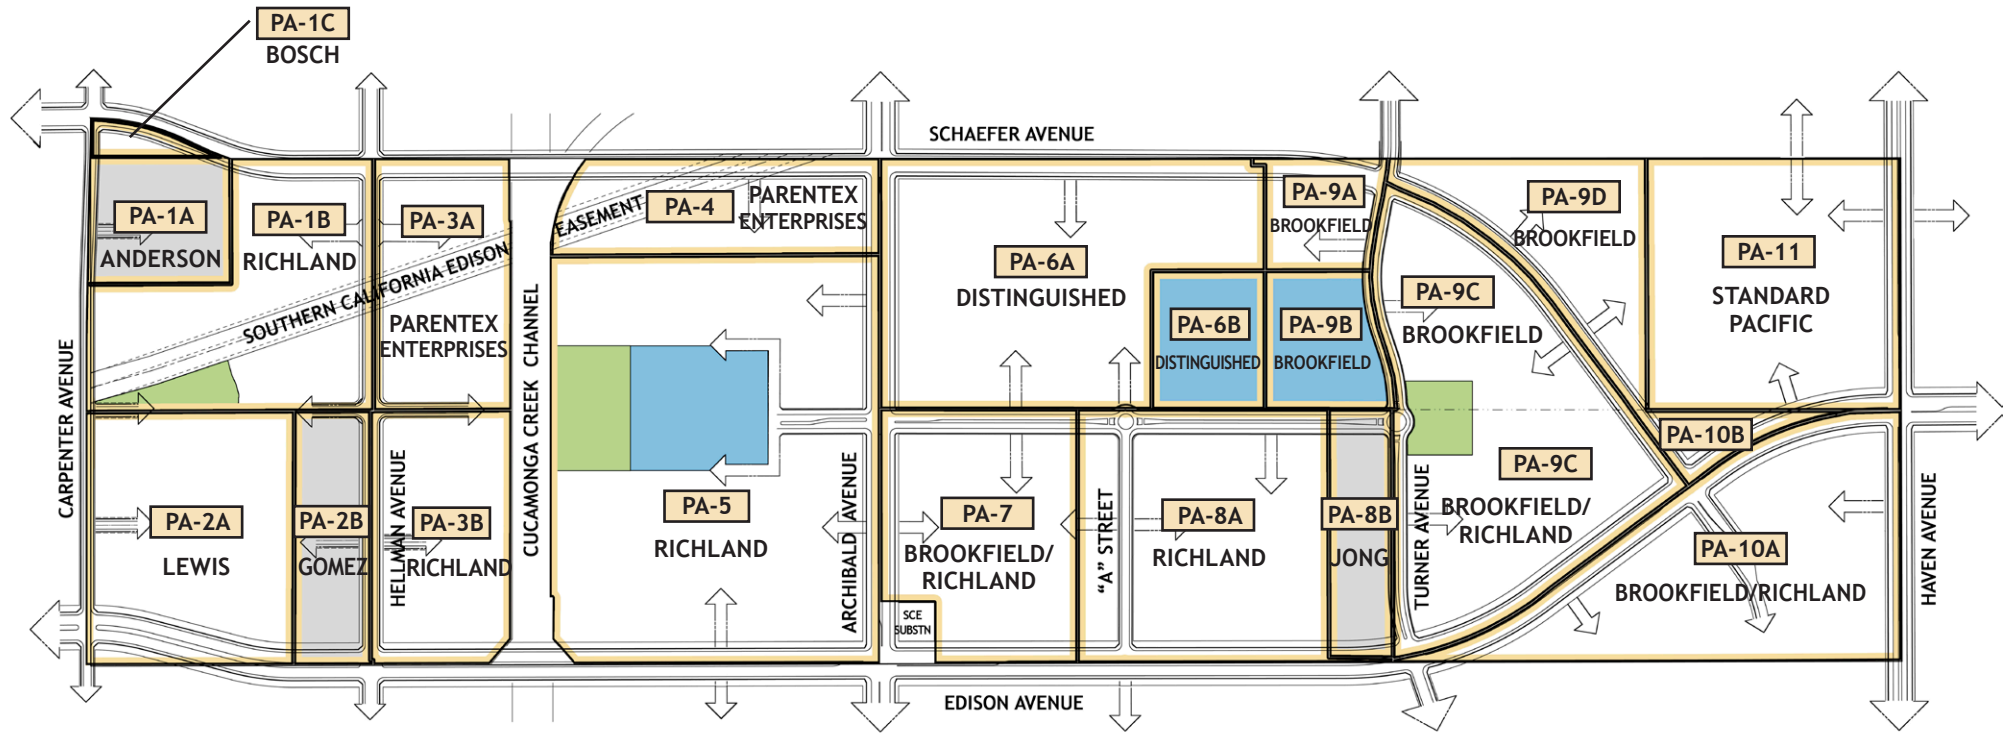 PA-1C
BOSCH
SCHAEFER AVENUE
PA-1A
ANDERSON
PA-1B
RICHLAND
PA-3A
PARENTEX
ENTERPRISES
SOUTHERN CALIFORNIA EDISON EASEMENT
PA-4
PARENTEX
ENTERPRISES
PA-6A
DISTINGUISHED
PA-9A
BROOKFIELD
PA-6B
DISTINGUISHED
PA-9B
BROOKFIELD
PA-9C
BROOKFIELD
PA-9D
BROOKFIELD
PA-11
STANDARD
PACIFIC
CARPENTER AVENUE
PA-2A
LEWIS
PA-2B
GOMEZ
HELLMAN AVENUE
PA-3B
RICHLAND
CUCAMONGA CREEK CHANNEL
PA-5
RICHLAND
ARCHIBALD AVENUE
PA-7
BROOKFIELD/
RICHLAND
SCE
SUBSTN
"A" STREET
PA-8A
RICHLAND
PA-8B
JONG
TURNER AVENUE
PA-9C
BROOKFIELD/
RICHLAND
PA-10B
PA-10A
BROOKFIELD/RICHLAND
HAVEN AVENUE
EDISON AVENUE